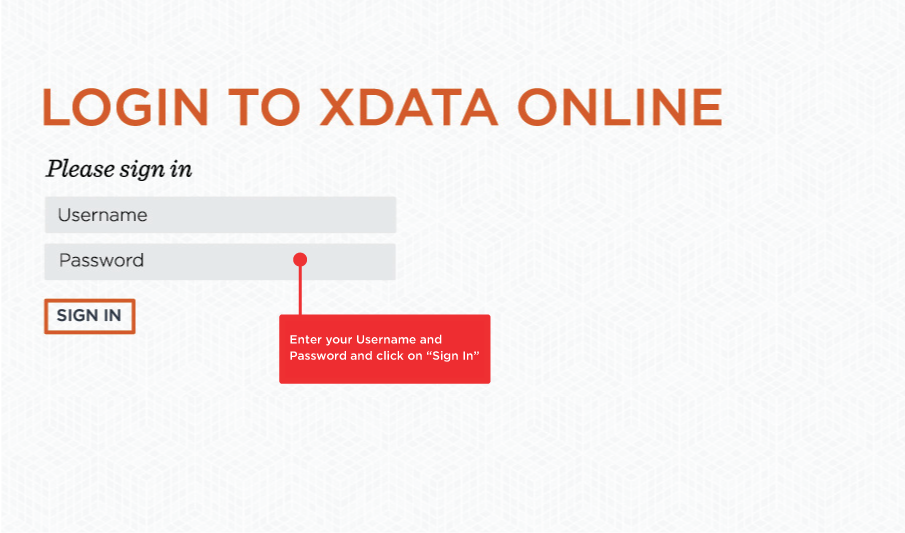 LOGIN TO XDATA ONLINE
Please sign in
Username
Password
SIGN IN
Enter your Username and
Password and click on “Sign In”